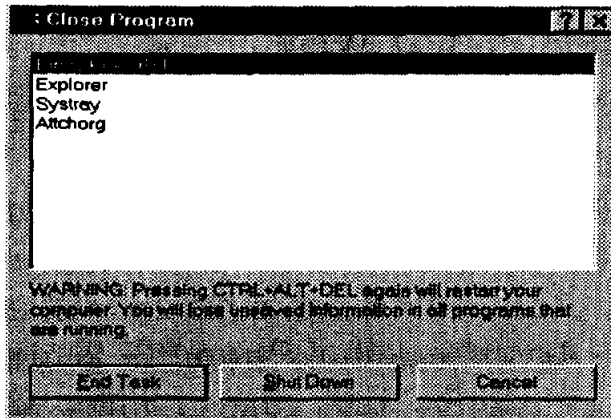 Close Program
Explorer
Systray
Attchorg
WARNING: Pressing CTRL+ALT+DEL again will restart your
computer. You will lose unsaved information in all programs that
are running.
End Task
Shut Down
Cancel